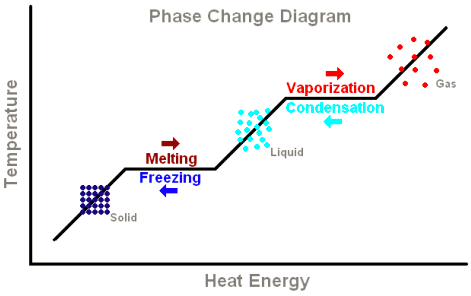 Phase Change Diagram
Temperature
Vaporization
Gas
Condensation
Liquid
Melting
Freezing
Solid
Heat Energy